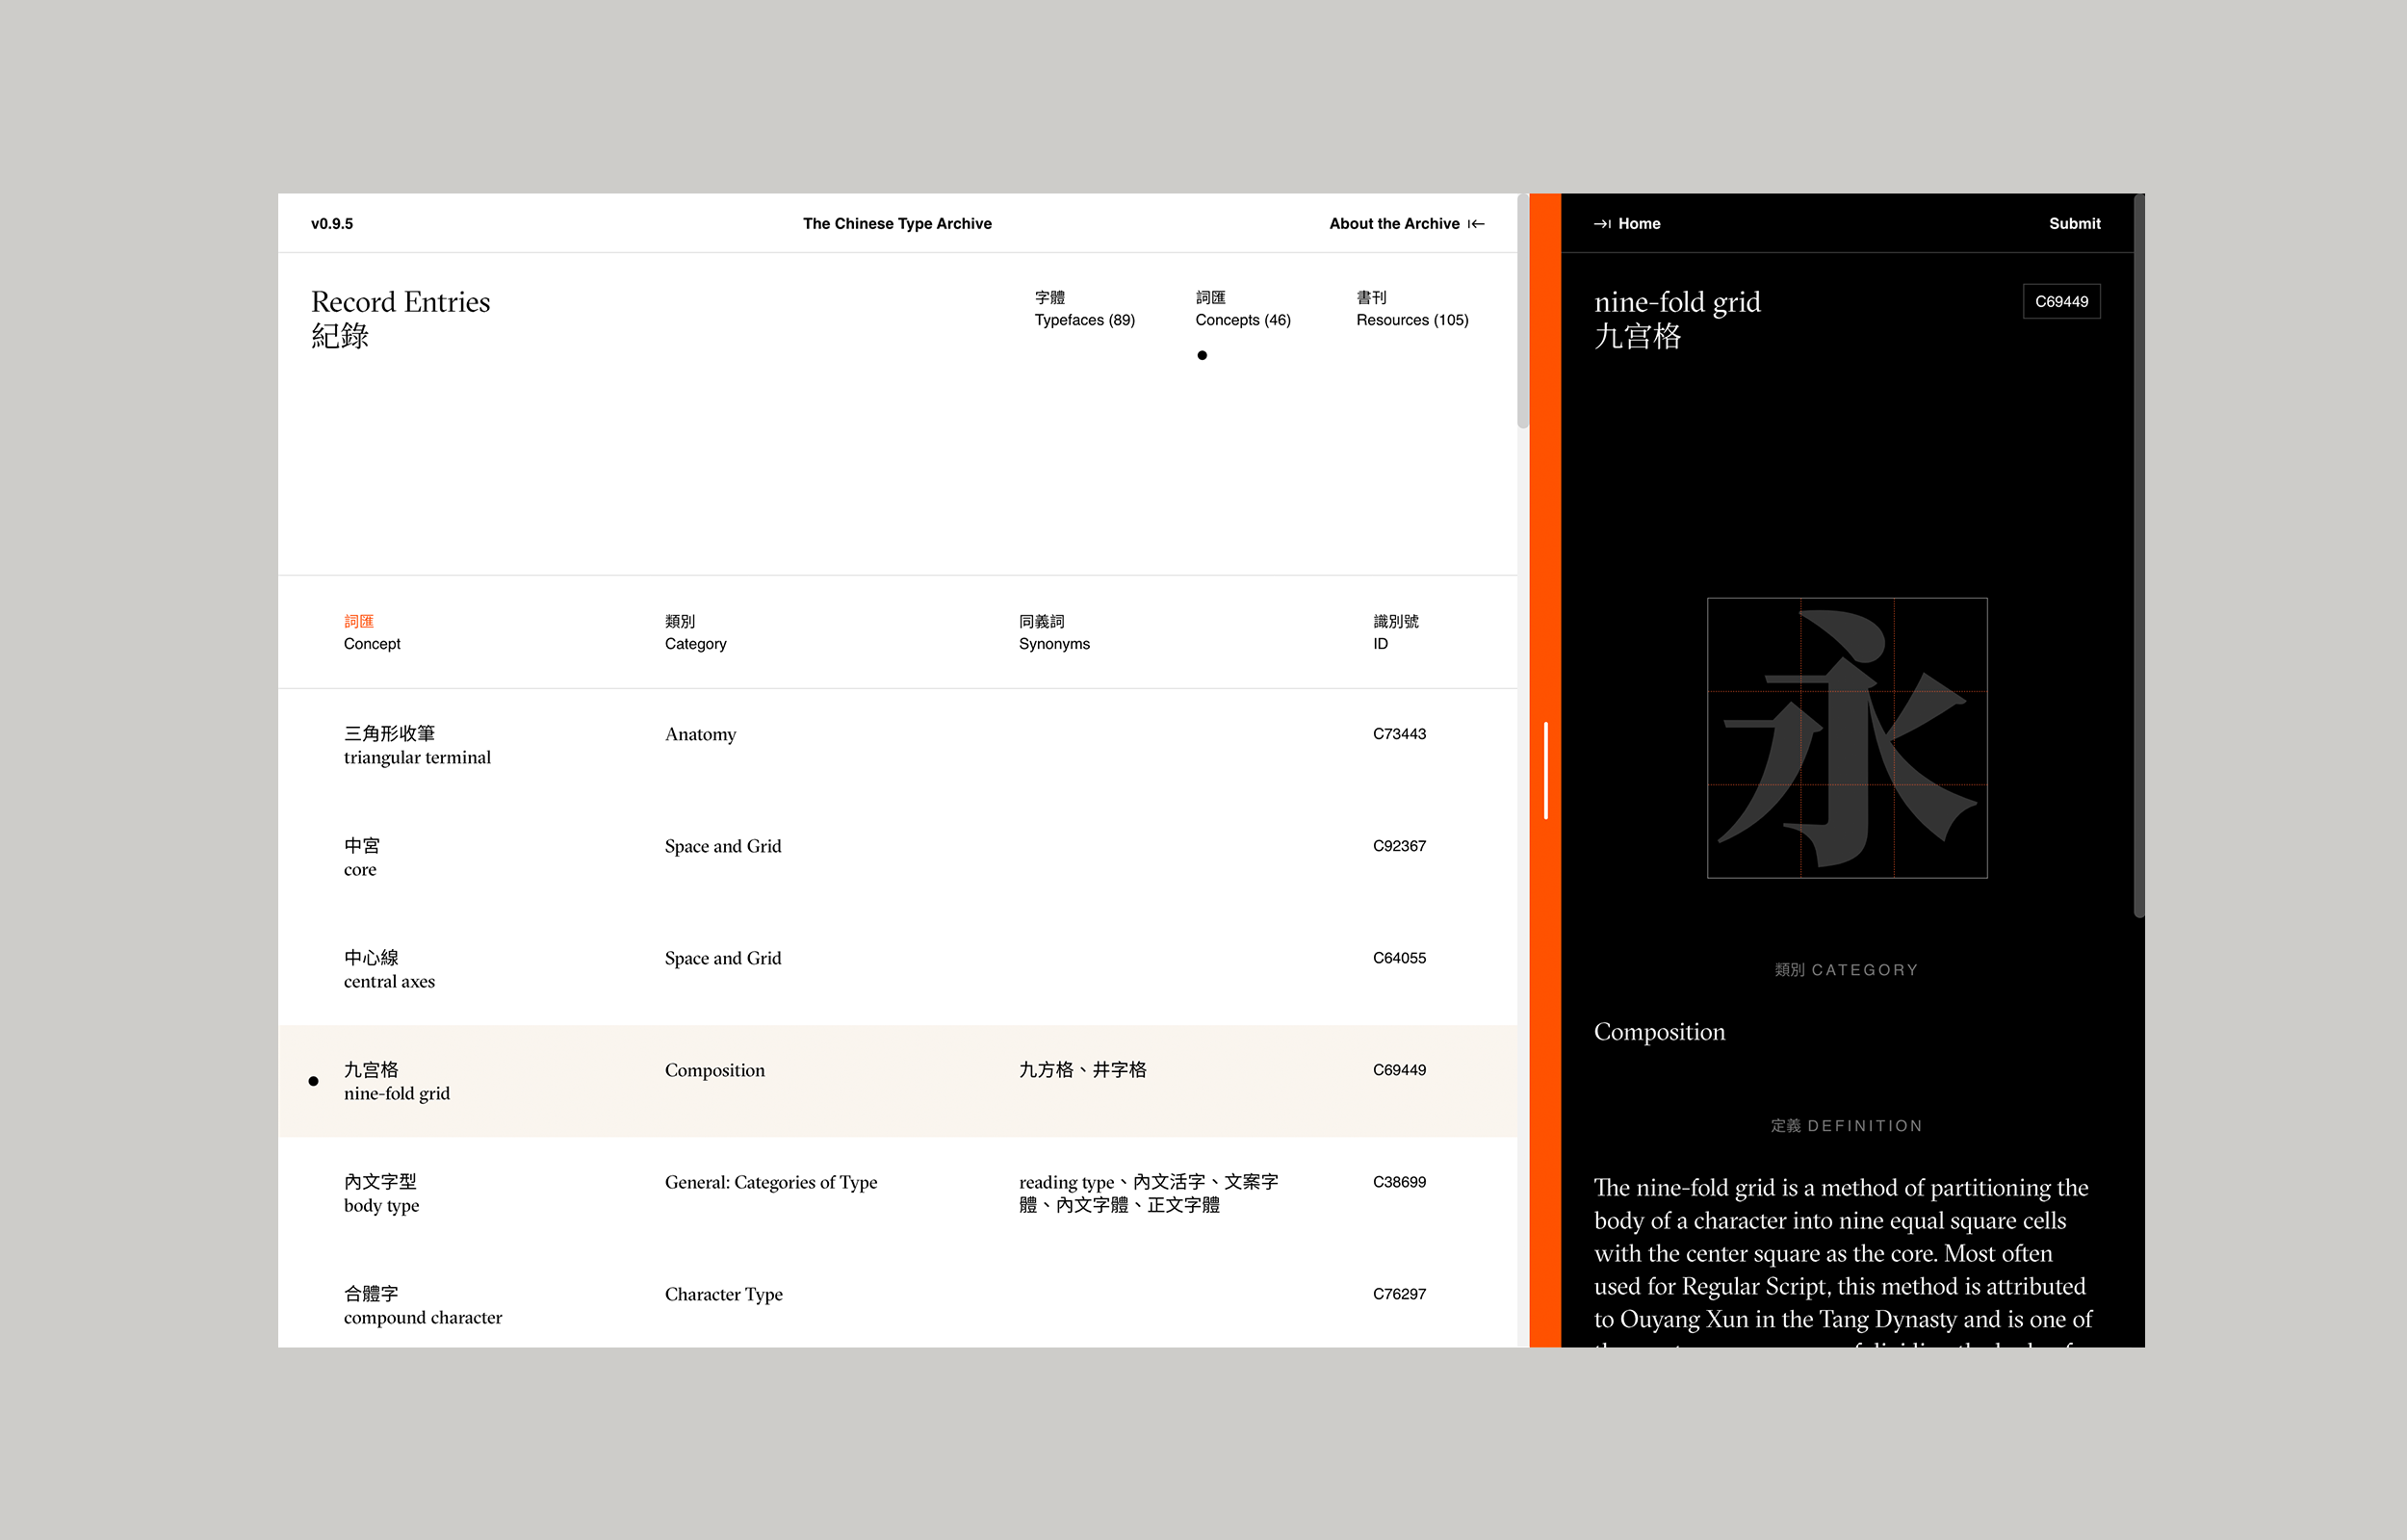 v0.9.5
The Chinese Type Archive
About the Archive
Record Entries
紀錄
字體
Typefaces (89)
詞匯
Concepts (46)
書刊
Resources (105)
詞匯
Concept
類別
Category
同義詞
Synonyms
識別號
ID
三角形收筆
triangular terminal
Anatomy
C73443
中宮
core
Space and Grid
C92367
中心線
central axes
Space and Grid
C64055
九宫格
nine-fold grid
Composition
九方格、井字格
C69449
內文字型
body type
General: Categories of Type
reading type、內文活字、文案字
體、內文字體、正文字體
C38699
合體字
compound character
Character Type
C76297
Home
Submit
nine-fold grid
九宫格
C69449
永
類別 CATEGORY
Composition
定義 DEFINITION
The nine-fold grid is a method of partitioning the
body of a character into nine equal square cells
with the center square as the core. Most often
used for Regular Script, this method is attributed
to Ouyang Xun in the Tang Dynasty and is one of